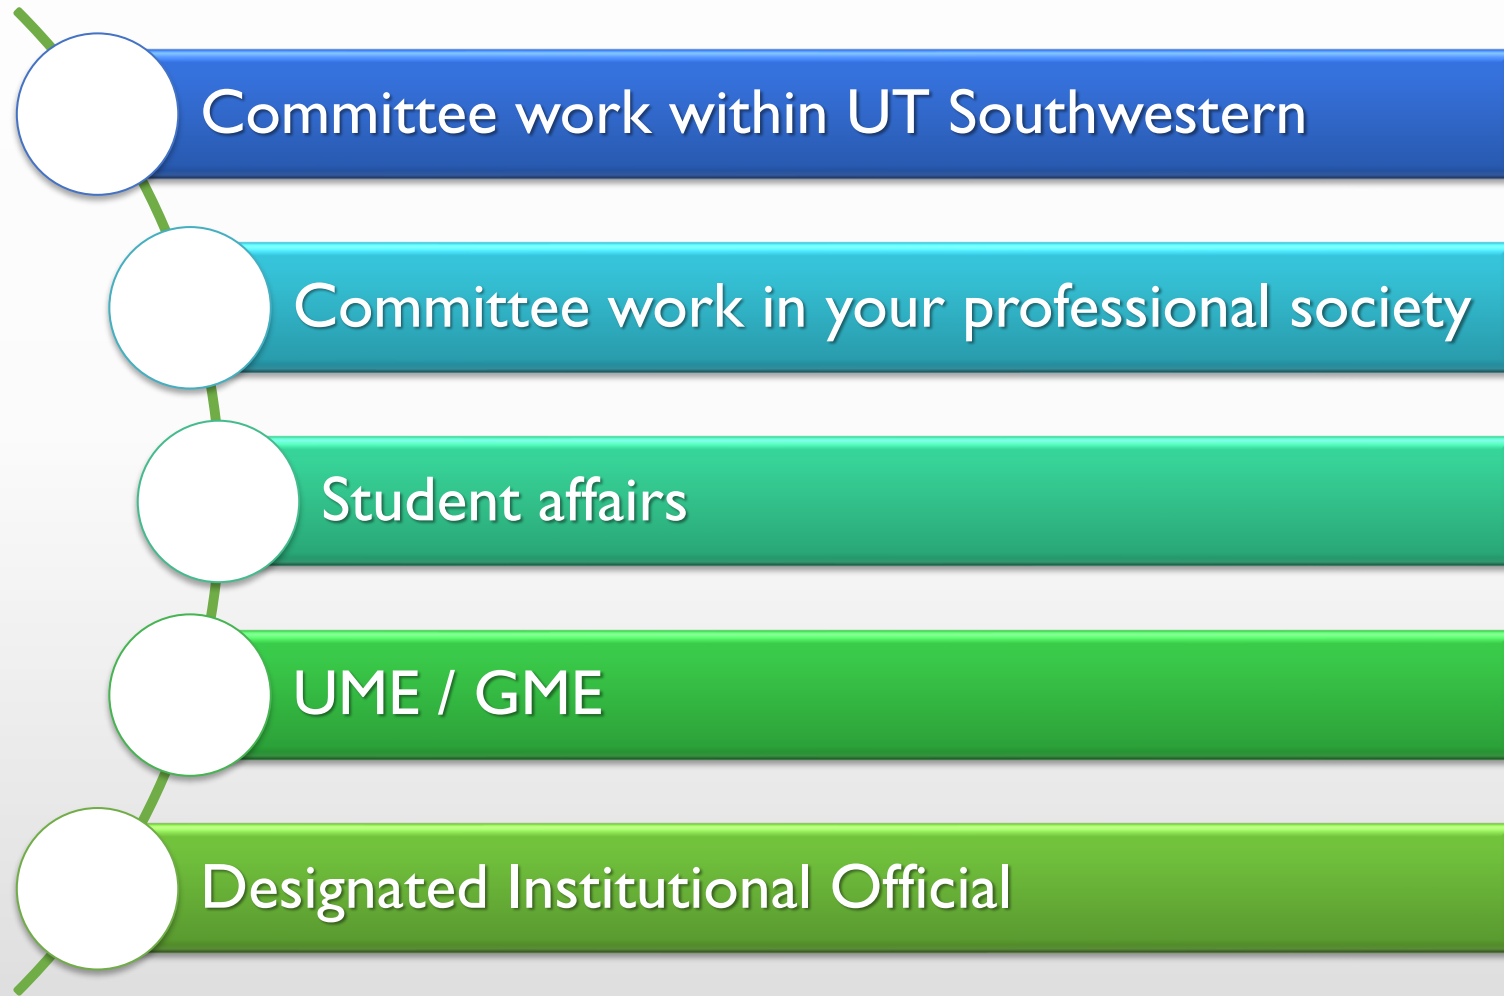 Committee work within UT Southwestern
Committee work in your professional society
Student affairs
UME / GME
Designated Institutional Official